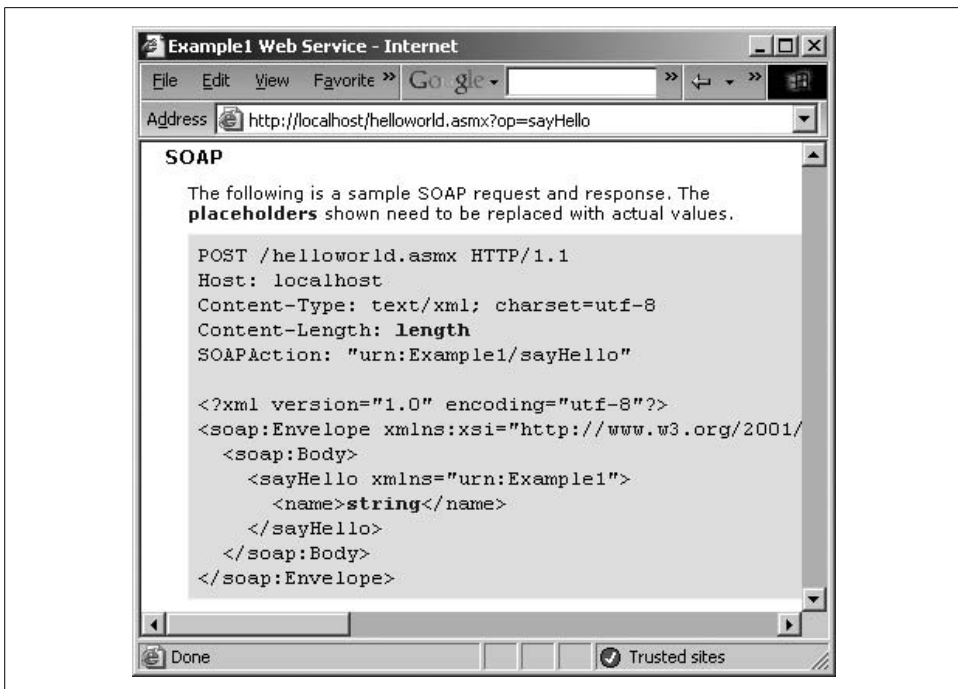 Example1 Web Service - Internet
File Edit View Favorite » Google » »
Address http://localhost/helloworld.asmx?op=sayHello
SOAP
The following is a sample SOAP request and response. The
placeholders shown need to be replaced with actual values.
POST /helloworld.asmx HTTP/1.1
Host: localhost
Content-Type: text/xml; charset=utf-8
Content-Length: length
SOAPAction: "urn:Example1/sayHello"
<?xml version="1.0" encoding="utf-8"?>
<soap:Envelope xmlns:xsi="http://www.w3.org/2001/
<soap:Body>
<sayHello xmlns="urn:Example1">
<name>string</name>
</sayHello>
</soap:Body>
</soap:Envelope>
Done Trusted sites